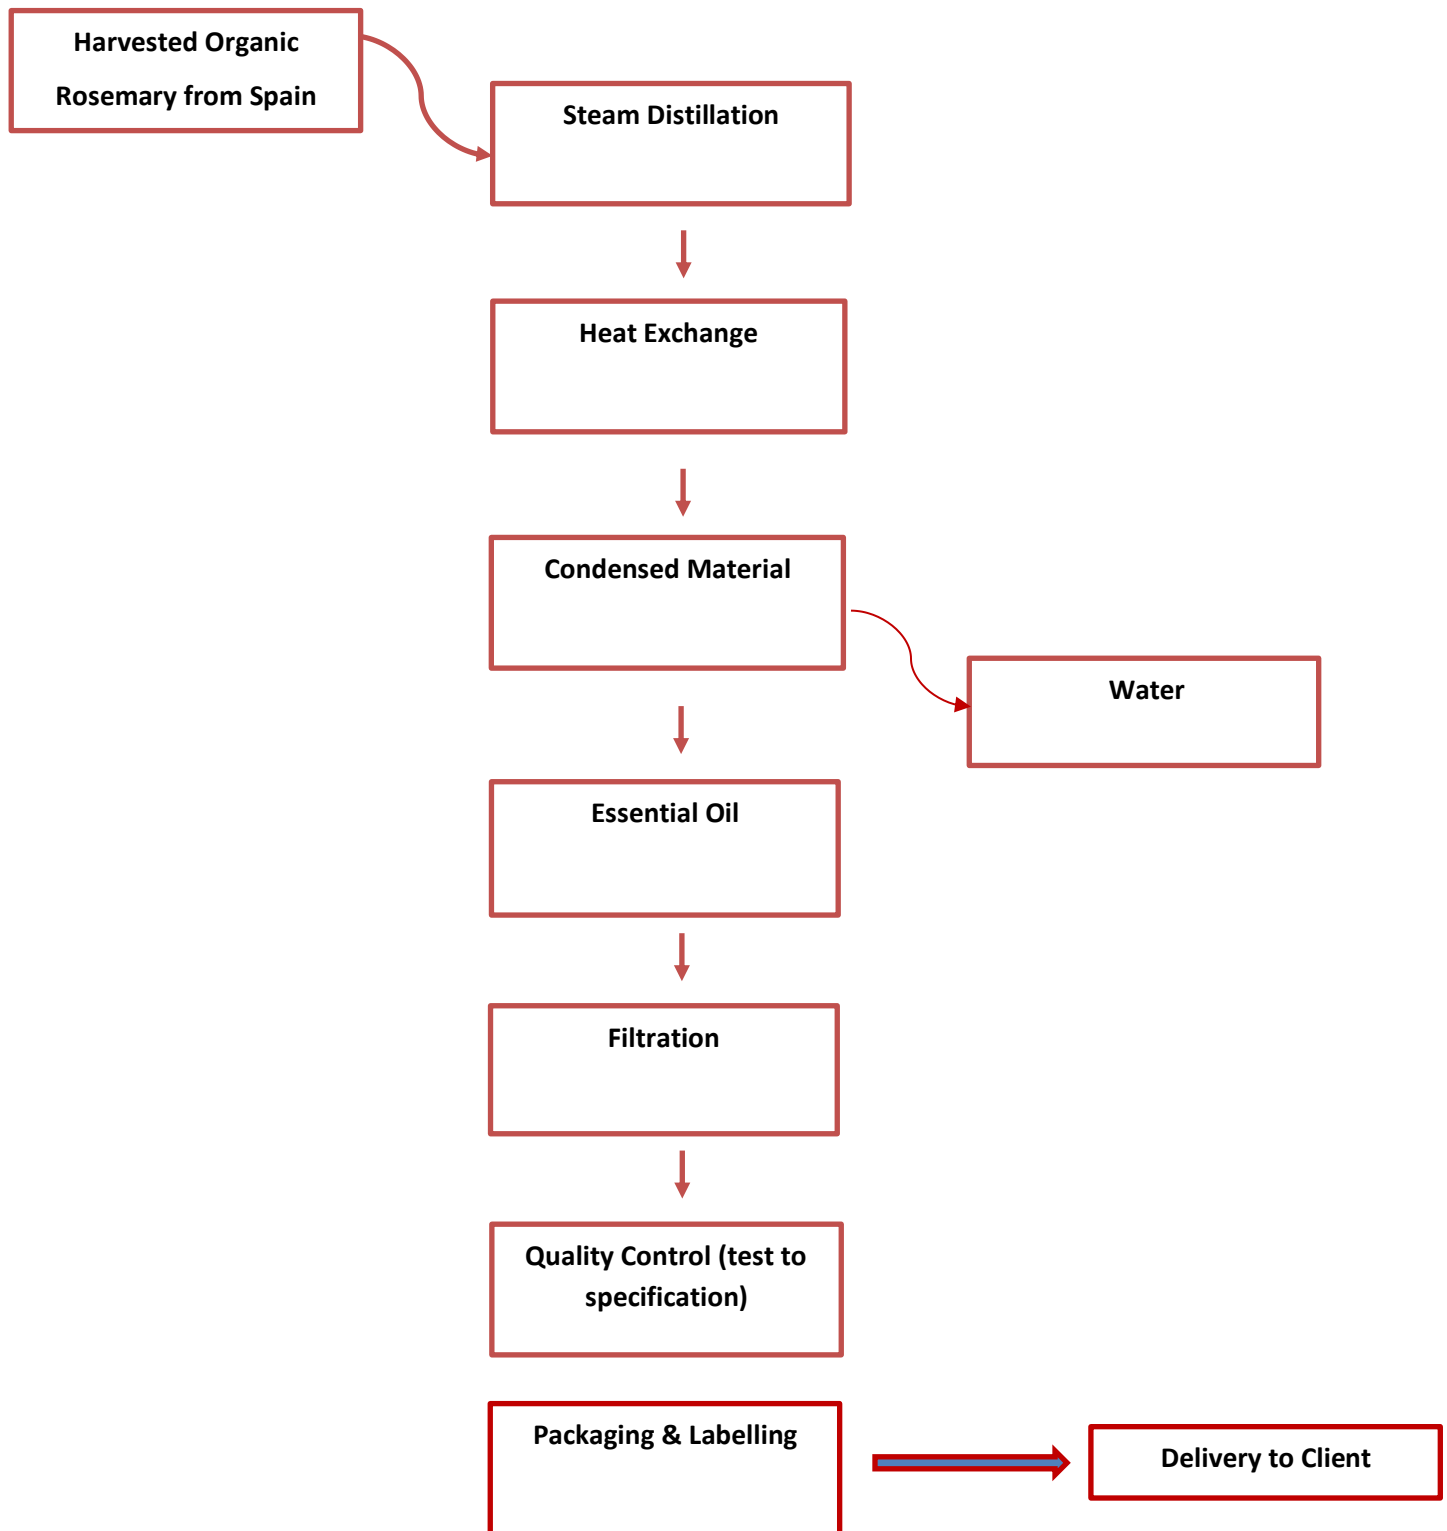 Harvested Organic
Rosemary from Spain
Steam Distillation
Heat Exchange
Condensed Material
Water
Essential Oil
Filtration
Quality Control (test to
specification)
Packaging & Labelling
Delivery to Client